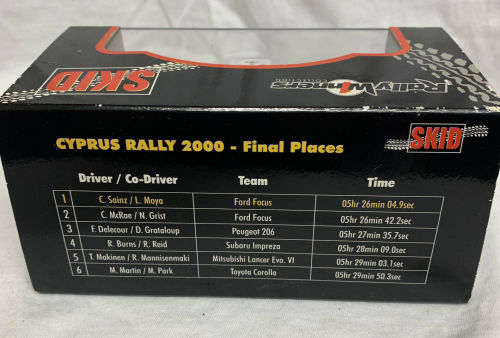 SKID
Rally Winners
COLLECTION
SKID
CYPRUS RALLY 2000 - Final Places
Driver / Co-Driver Team Time
1 C. Sainz / L. Moya Ford Focus 05hr 26min 04.9sec
2 C. McRae / N. Grist Ford Focus 05hr 26min 42.2sec
3 F. Delecour / D. Grataloup Peugeot 206 05hr 27min 35.7sec
4 R. Burns / R. Reid Subaru Impreza 05hr 28min 09.0sec
5 T. Makinen / R. Mannisenmaki Mitsubishi Lancer Evo. VI 05hr 29min 03.1sec
6 M. Martin / M. Park Toyota Corolla 05hr 29min 50.3sec